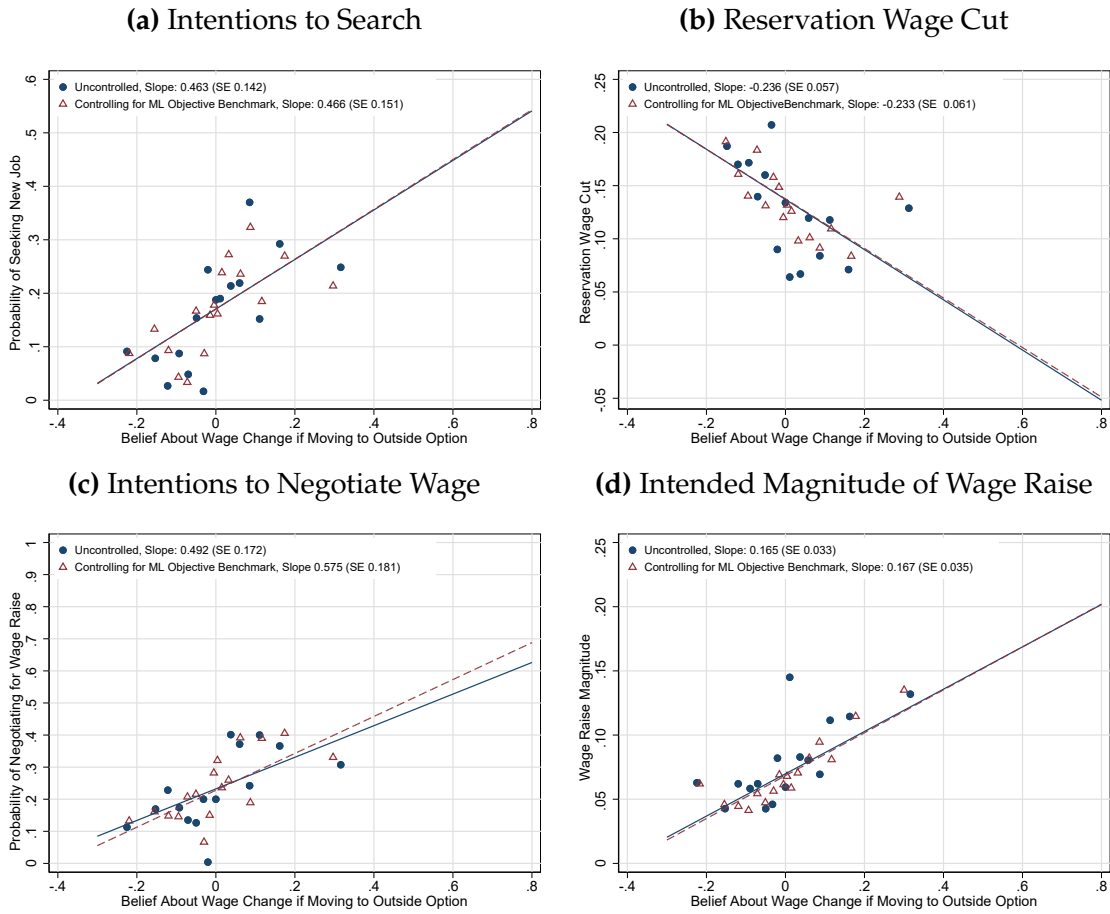 (a) Intentions to Search
Uncontrolled, Slope: 0.463 (SE 0.142)
Controlling for ML Objective Benchmark, Slope: 0.466 (SE 0.151)
Probability of Seeking New Job
0 .1 .2 .3 .4 .5 .6
-.4 -.2 0 .2 .4 .6 .8
Belief About Wage Change if Moving to Outside Option
(b) Reservation Wage Cut
Uncontrolled, Slope: -0.236 (SE 0.057)
Controlling for ML ObjectiveBenchmark, Slope: -0.233 (SE 0.061)
Reservation Wage Cut
-.05 0 .05 .10 .15 .20 .25
-.4 -.2 0 .2 .4 .6 .8
Belief About Wage Change if Moving to Outside Option
(c) Intentions to Negotiate Wage
Uncontrolled, Slope: 0.492 (SE 0.172)
Controlling for ML Objective Benchmark, Slope 0.575 (SE 0.181)
Probability of Negotiating for Wage Raise
0 .1 .2 .3 .4 .5 .6 .7 .8 .9 1
-.4 -.2 0 .2 .4 .6 .8
Belief About Wage Change if Moving to Outside Option
(d) Intended Magnitude of Wage Raise
Uncontrolled, Slope: 0.165 (SE 0.033)
Controlling for ML Objective Benchmark, Slope: 0.167 (SE 0.035)
Wage Raise Magnitude
0 .05 .10 .15 .20 .25
-.4 -.2 0 .2 .4 .6 .8
Belief About Wage Change if Moving to Outside Option